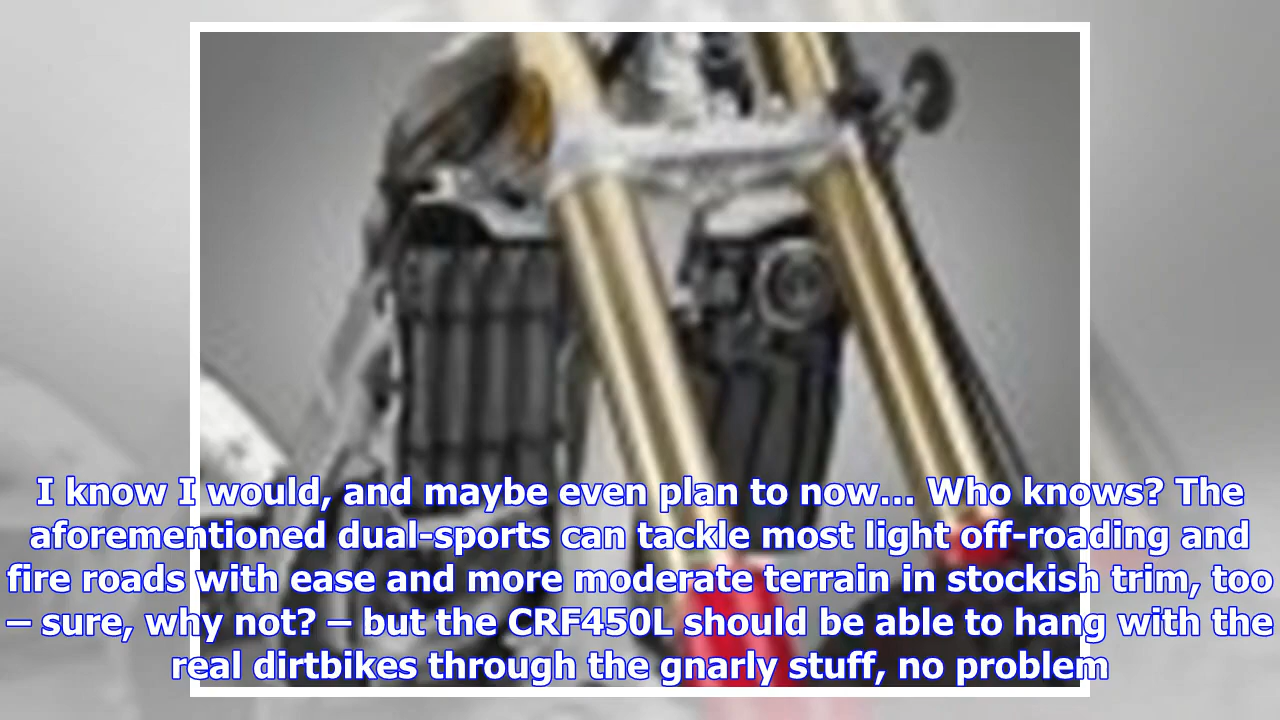 I know I would, and maybe even plan to now... Who knows? The
aforementioned dual-sports can tackle most light off-roading and
fire roads with ease and more moderate terrain in stockish trim, too
– sure, why not? – but the CRF450L should be able to hang with the
real dirtbikes through the gnarly stuff, no problem